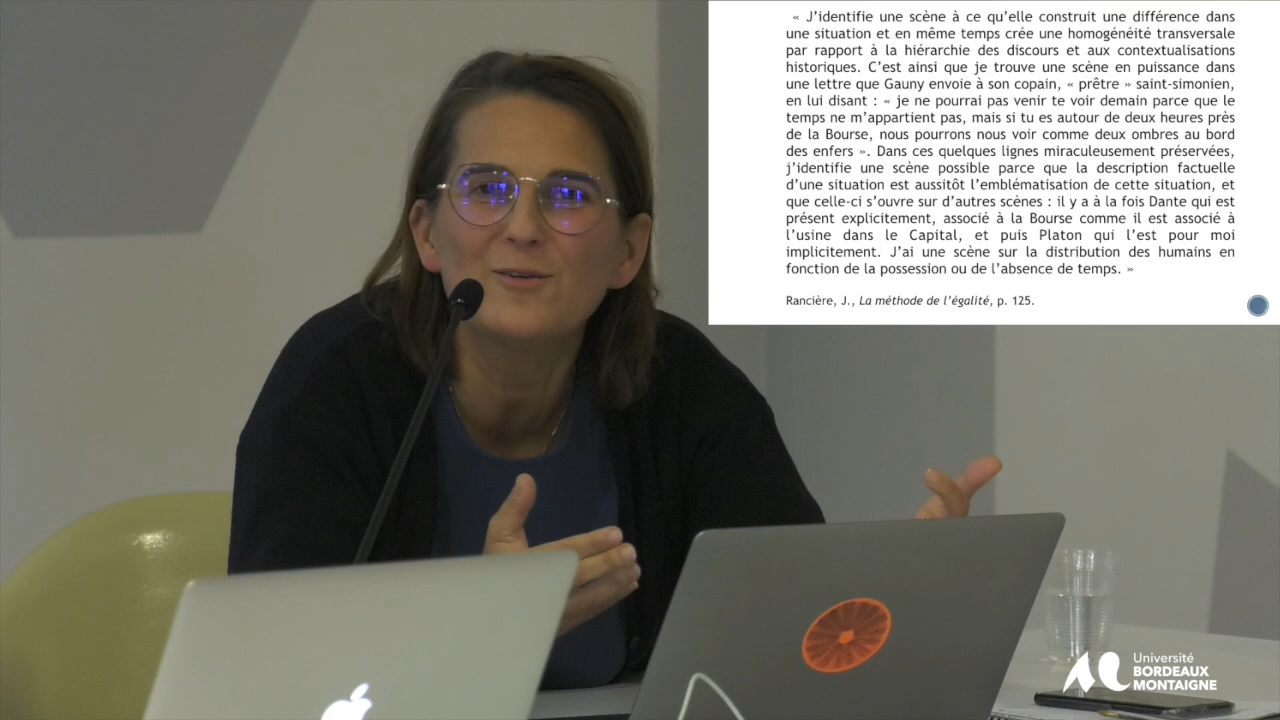 « J’identifie une scène à ce qu’elle construit une différence dans
une situation et en même temps crée une homogénéité transversale
par rapport à la hiérarchie des discours et aux contextualisations
historiques. C’est ainsi que je trouve une scène en puissance dans
une lettre que Gauny envoie à son copain, « prêtre » saint-simonien,
en lui disant : « je ne pourrai pas venir te voir demain parce que le
temps ne m’appartient pas, mais si tu es autour de deux heures près
de la Bourse, nous pourrons nous voir comme deux ombres au bord
des enfers ». Dans ces quelques lignes miraculeusement préservées,
j’identifie une scène possible parce que la description factuelle
d’une situation est aussitôt l’emblématisation de cette situation, et
que celle-ci s’ouvre sur d’autres scènes : il y a à la fois Dante qui est
présent explicitement, associé à la Bourse comme il est associé à
l’usine dans le Capital, et puis Platon qui l’est pour moi
implicitement. J’ai une scène sur la distribution des humains en
fonction de la possession ou de l’absence de temps. »
Rancière, J., La méthode de l’égalité, p. 125.
Université
BORDEAUX
MONTAIGNE